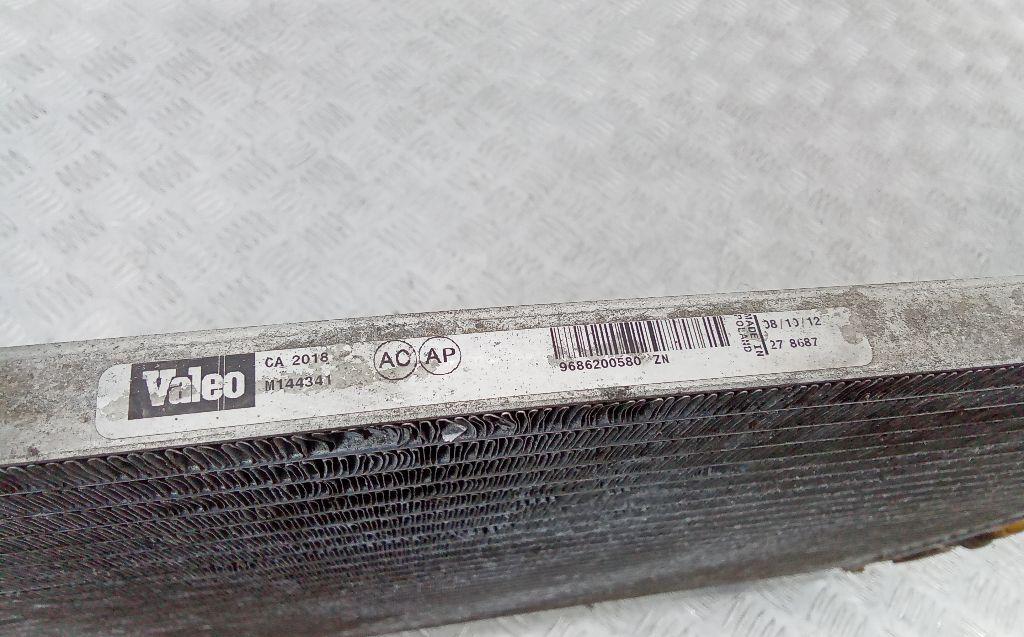 Valeo
CA 2018
M144341
AC AP
9686200580 ZN
MADE IN
POLAND
08/10/12
27 8687